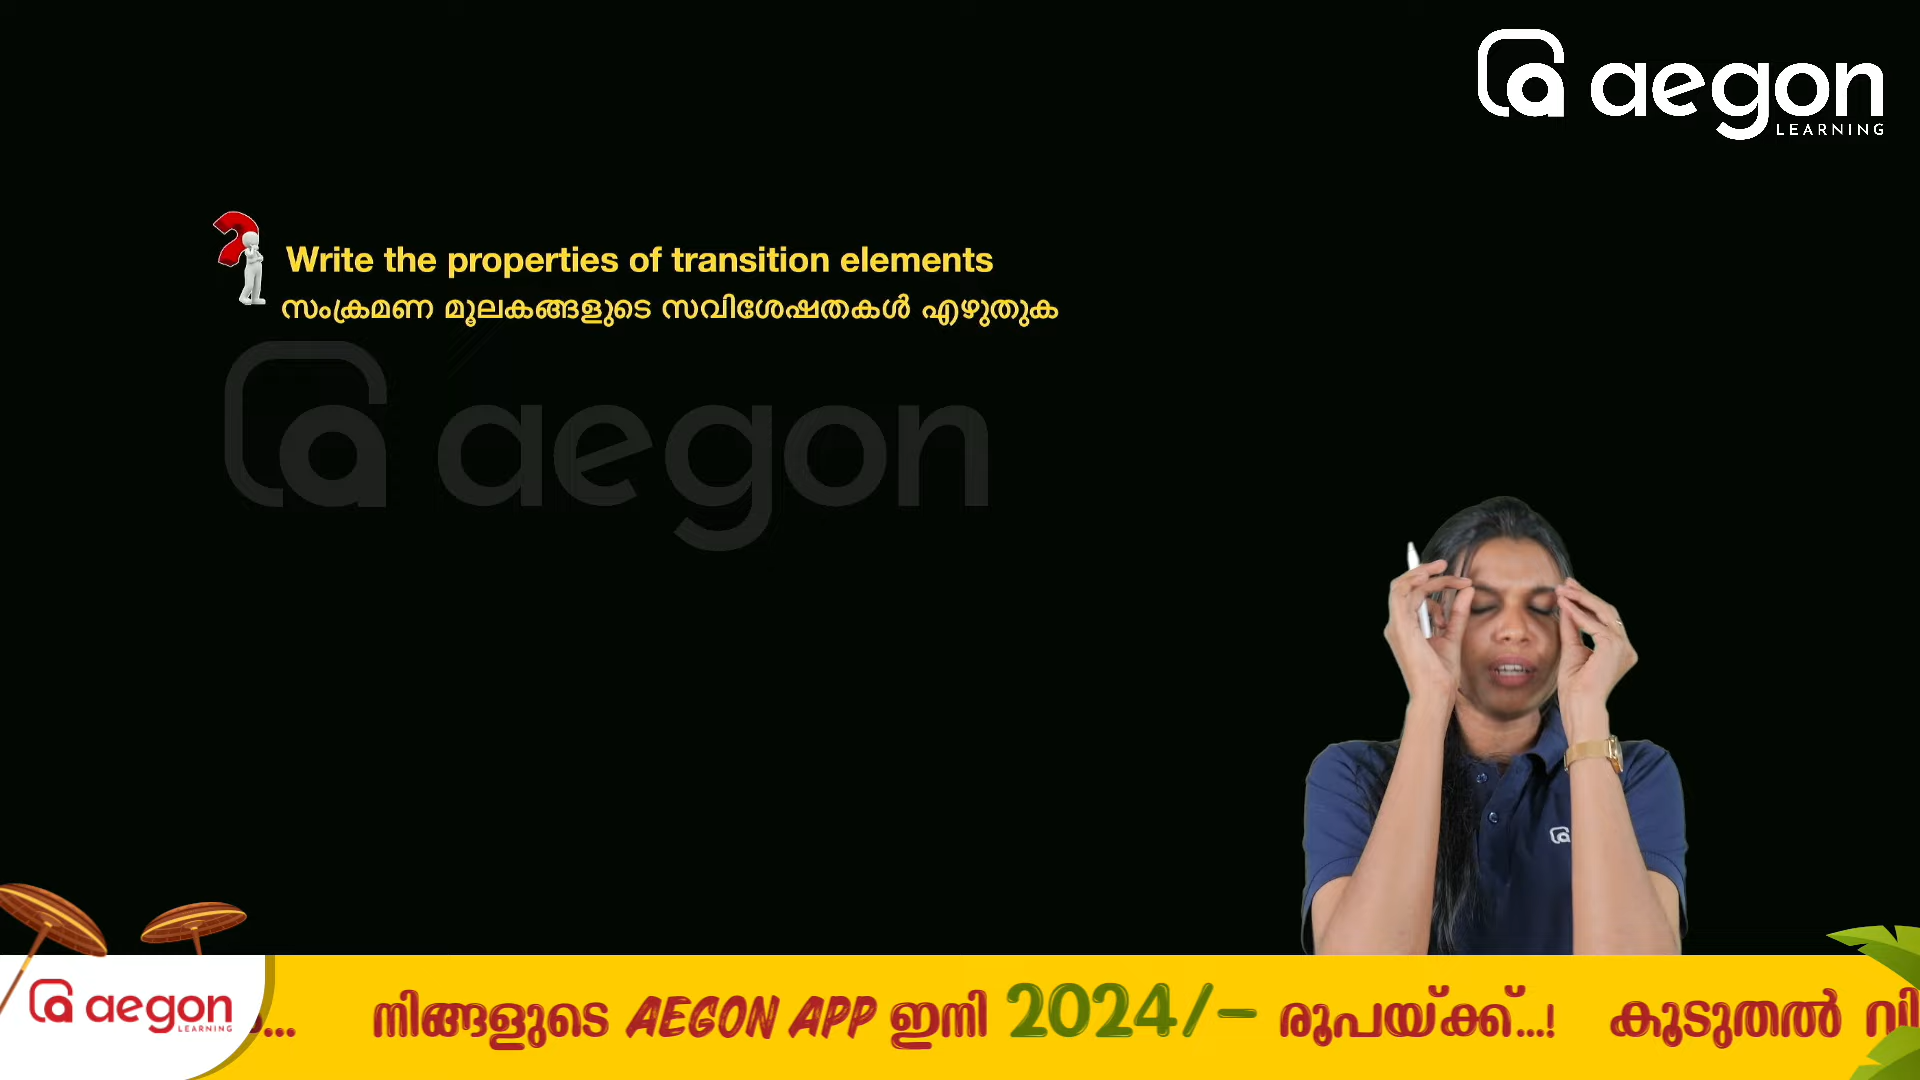 aegon
LEARNING
Write the properties of transition elements
സംക്രമണ മൂലകങ്ങളുടെ സവിശേഷതകൾ എഴുതുക
aegon
aegon
LEARNING
നിങ്ങളുടെ AEGON APP ഇനി 2024/- രൂപയ്ക്ക്...! കൂടുതൽ